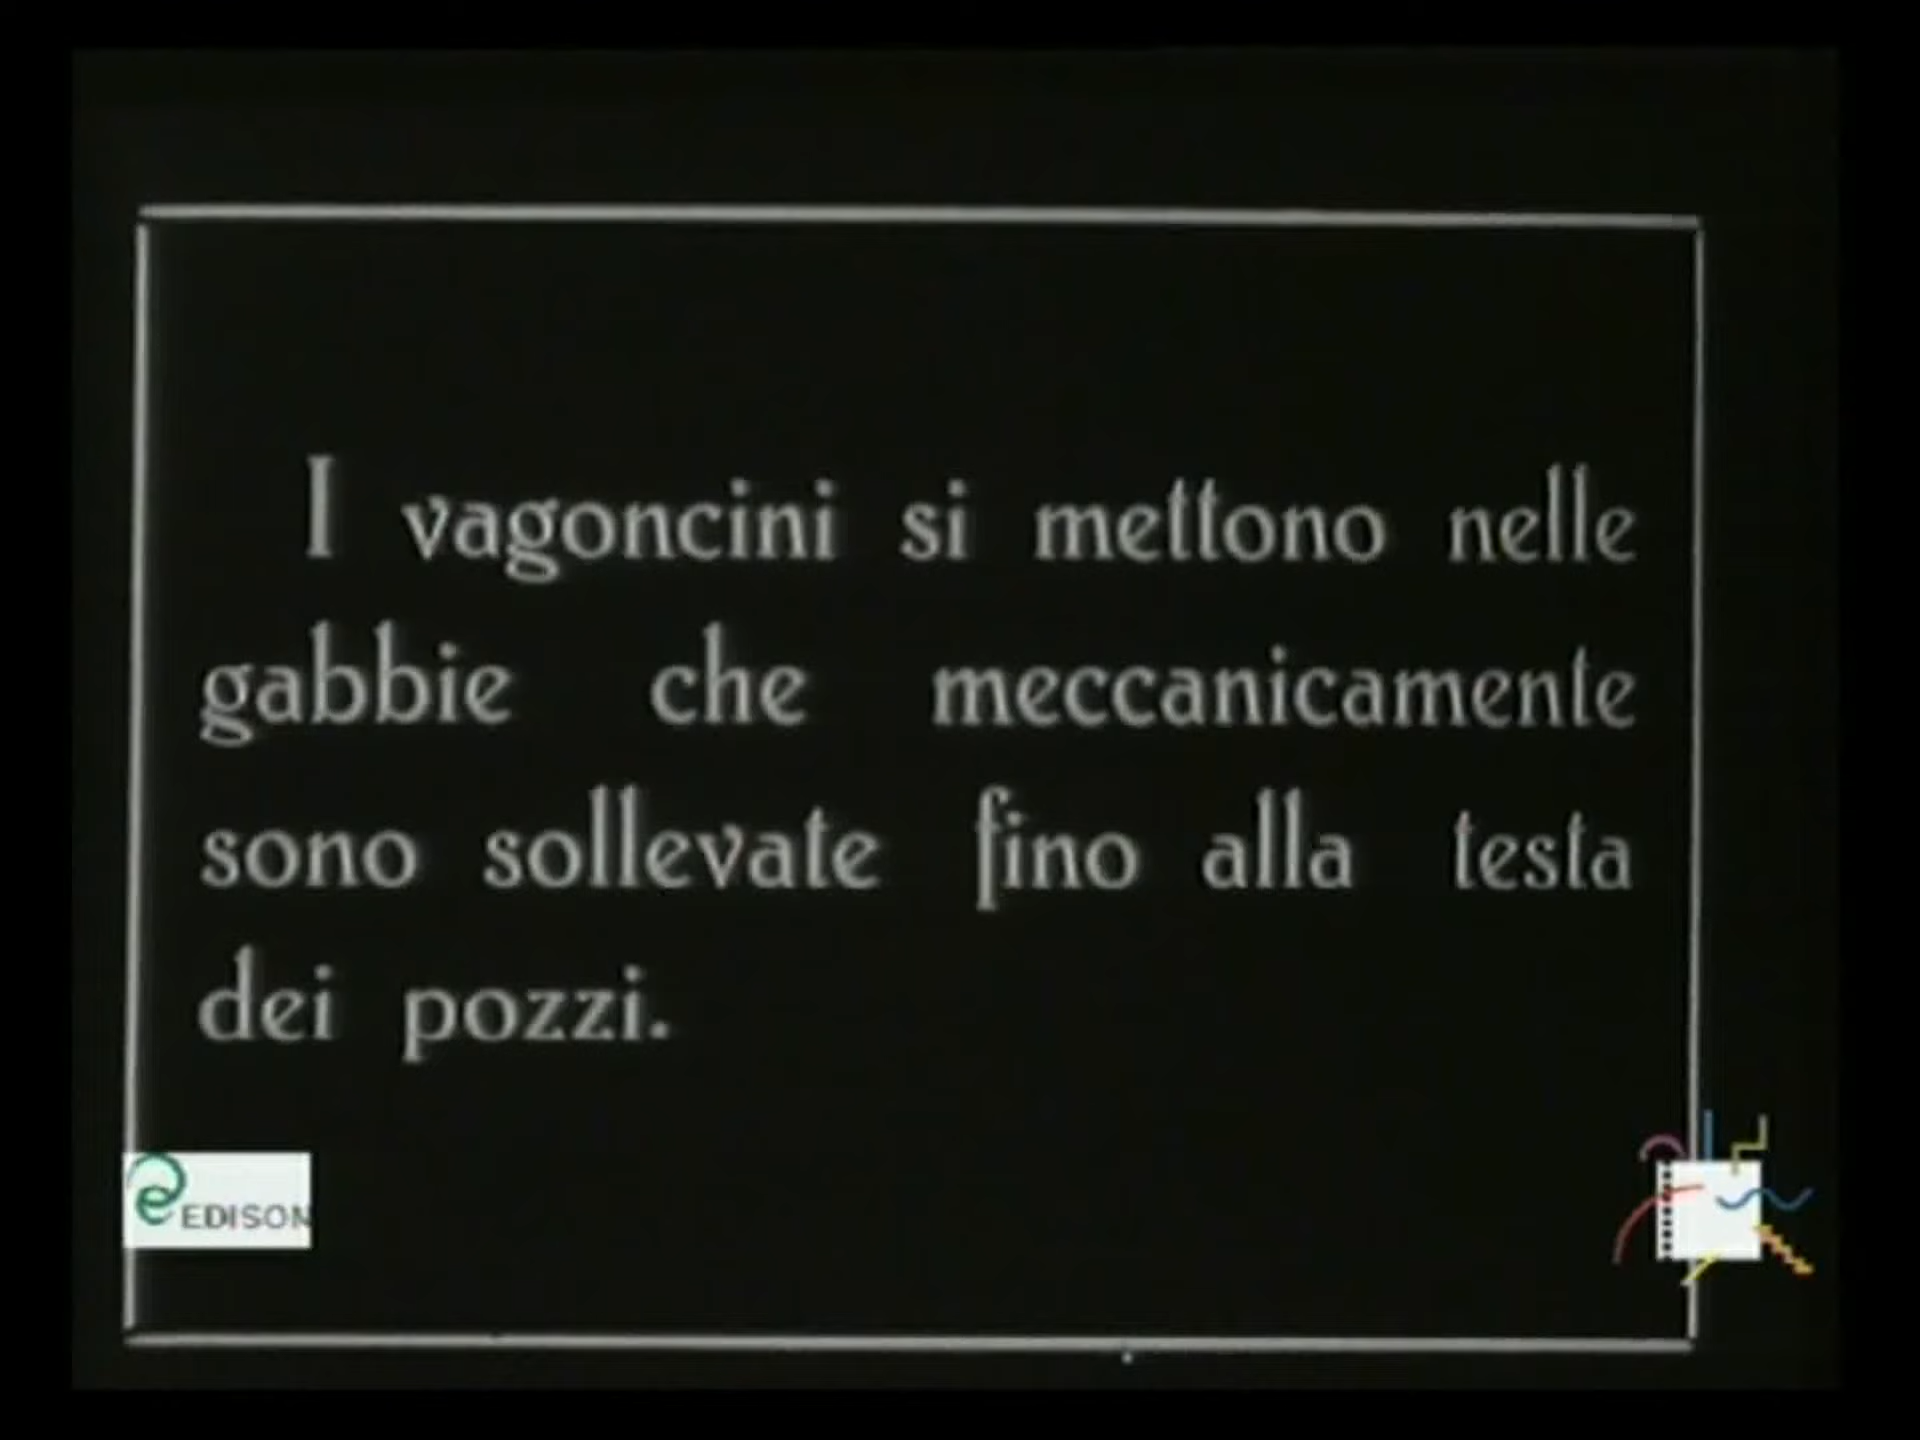 I vagoncini si mettono nelle
gabbie che meccanicamente
sono sollevate fino alla testa
dei pozzi.
EDISON